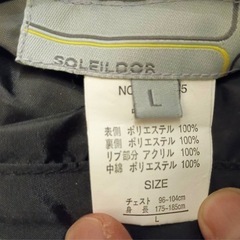 SOLEILDOR
L
NO
5
表側 ポリエステル 100%
裏側 ポリエステル 100%
リブ部分 アクリル 100%
中綿 ポリエステル 100%
SIZE
チェスト 96-104cm
身 長 175-185cm
L